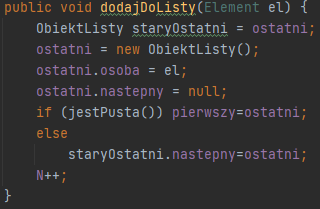 public void dodajDoListy(Element el) {
ObiektListy staryOstatni = ostatni;
ostatni = new ObiektListy();
ostatni.osoba = el;
ostatni.nastepny = null;
if (jestPusta()) pierwszy=ostatni;
else
staryOstatni.nastepny=ostatni;
N++;
}